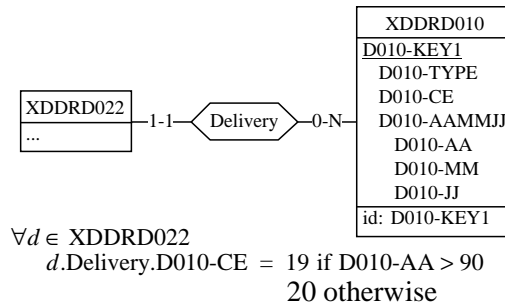 XDDRD010
D010-KEY1
D010-TYPE
D010-CE
D010-AAMMJJ
D010-AA
D010-MM
D010-JJ
id: D010-KEY1
XDDRD022
...
1-1
Delivery
0-N
∀d ∈ XDDRD022
d.Delivery.D010-CE = 19 if D010-AA > 90
20 otherwise